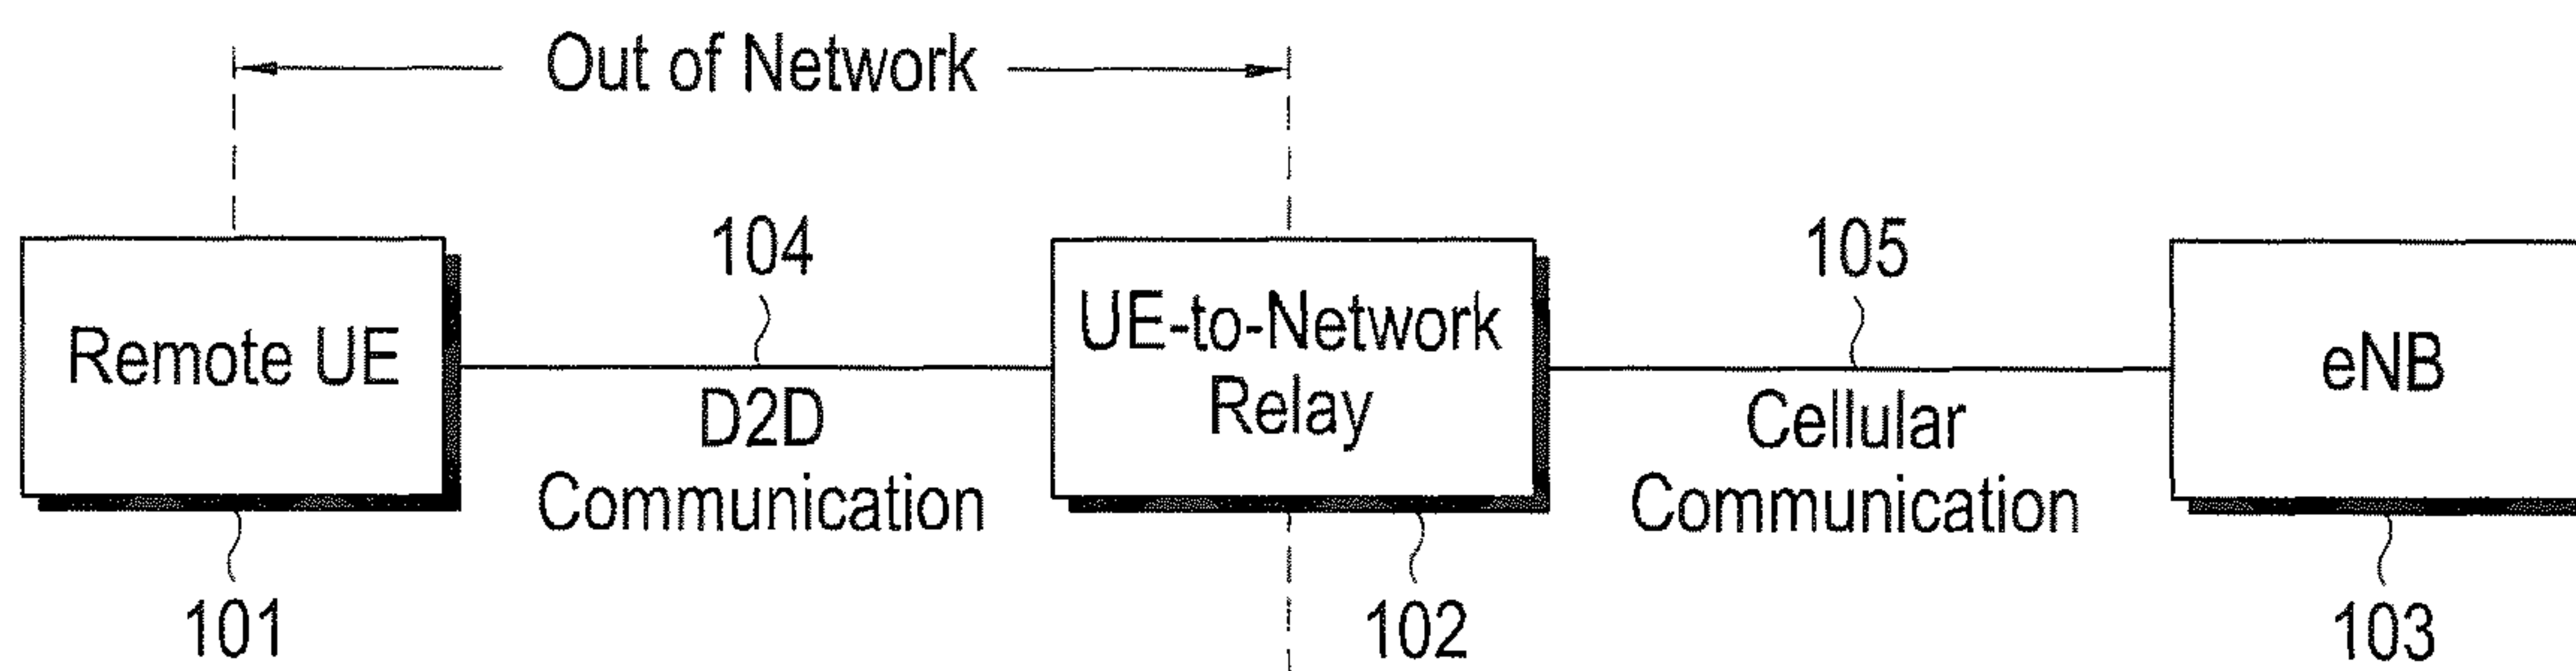 Out of Network
104
105
Remote UE
UE-to-Network
Relay
eNB
D2D
Communication
Cellular
Communication
101
102
103